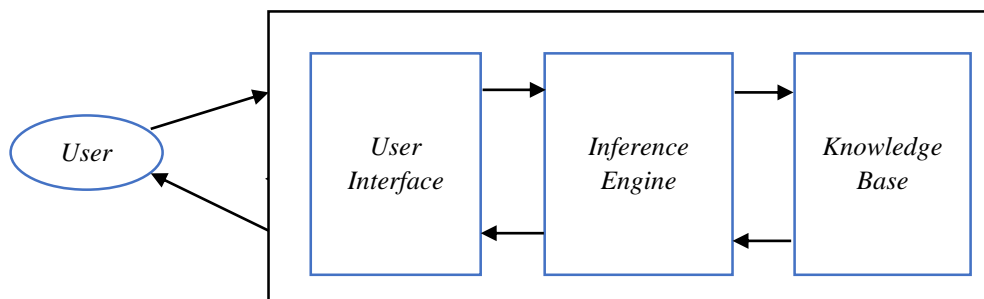 User
User
Interface
Inference
Engine
Knowledge
Base